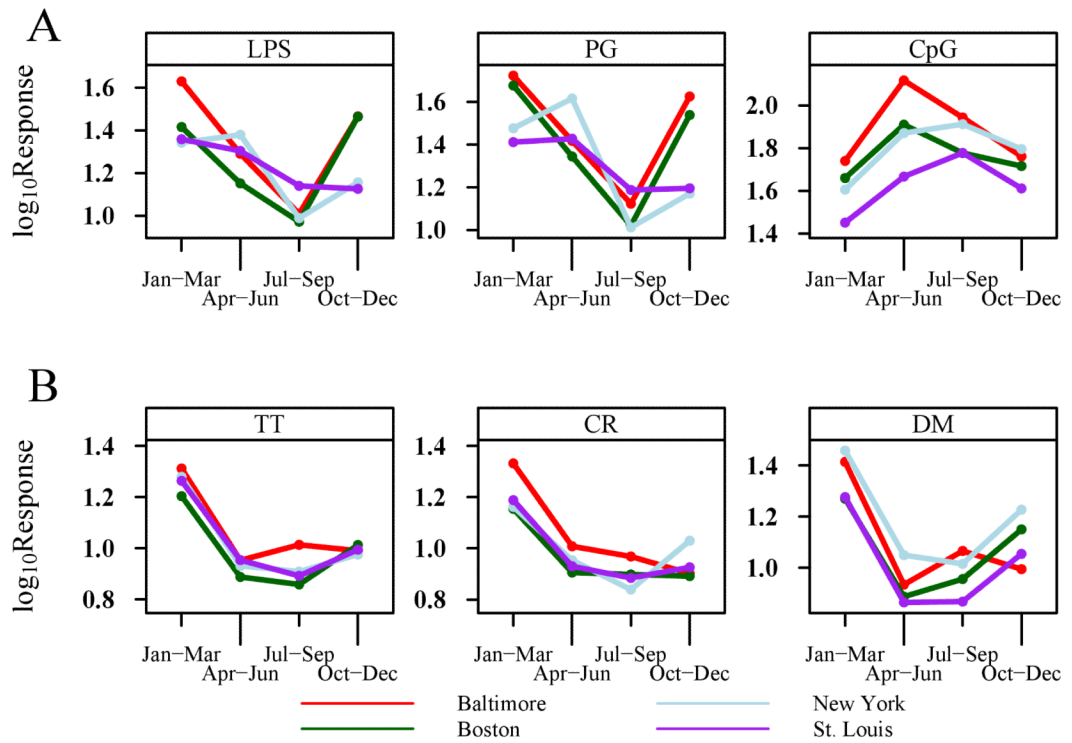 A
LPS PG CpG
log10Response
1.6 1.4 1.2 1.0
1.6 1.4 1.2 1.0
2.0 1.8 1.6 1.4
Jan−Mar Jul−Sep Jan−Mar Jul−Sep Jan−Mar Jul−Sep
Apr−Jun Oct−Dec Apr−Jun Oct−Dec Apr−Jun Oct−Dec
B
TT CR DM
log10Response
1.4 1.2 1.0 0.8
1.4 1.2 1.0 0.8
1.4 1.2 1.0
Jan−Mar Jul−Sep Jan−Mar Jul−Sep Jan−Mar Jul−Sep
Apr−Jun Oct−Dec Apr−Jun Oct−Dec Apr−Jun Oct−Dec
Baltimore New York
Boston St. Louis